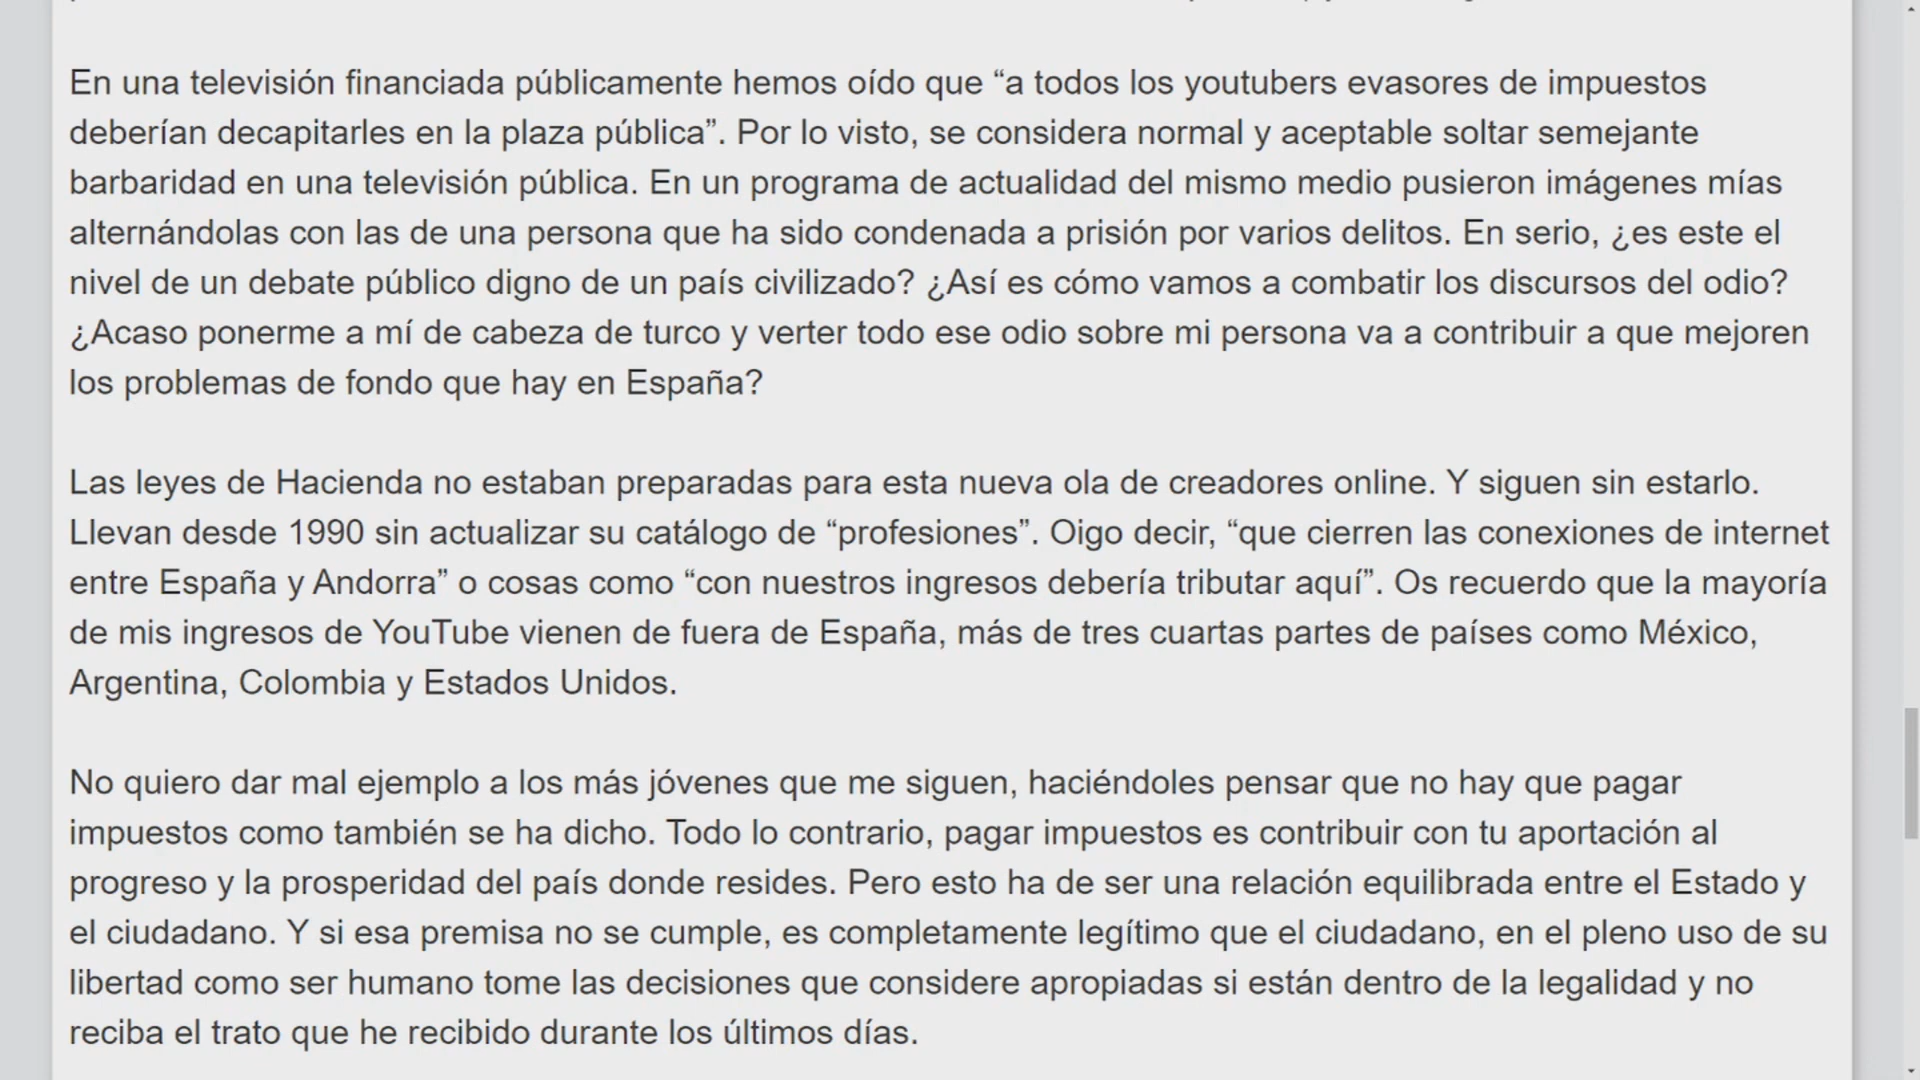 En una televisión financiada públicamente hemos oído que “a todos los youtubers evasores de impuestos
deberían decapitarles en la plaza pública”. Por lo visto, se considera normal y aceptable soltar semejante
barbaridad en una televisión pública. En un programa de actualidad del mismo medio pusieron imágenes mías
alternándolas con las de una persona que ha sido condenada a prisión por varios delitos. En serio, ¿es este el
nivel de un debate público digno de un país civilizado? ¿Así es cómo vamos a combatir los discursos del odio?
¿Acaso ponerme a mí de cabeza de turco y verter todo ese odio sobre mi persona va a contribuir a que mejoren
los problemas de fondo que hay en España?
Las leyes de Hacienda no estaban preparadas para esta nueva ola de creadores online. Y siguen sin estarlo.
Llevan desde 1990 sin actualizar su catálogo de “profesiones”. Oigo decir, “que cierren las conexiones de internet
entre España y Andorra” o cosas como “con nuestros ingresos debería tributar aquí”. Os recuerdo que la mayoría
de mis ingresos de YouTube vienen de fuera de España, más de tres cuartas partes de países como México,
Argentina, Colombia y Estados Unidos.
No quiero dar mal ejemplo a los más jóvenes que me siguen, haciéndoles pensar que no hay que pagar
impuestos como también se ha dicho. Todo lo contrario, pagar impuestos es contribuir con tu aportación al
progreso y la prosperidad del país donde resides. Pero esto ha de ser una relación equilibrada entre el Estado y
el ciudadano. Y si esa premisa no se cumple, es completamente legítimo que el ciudadano, en el pleno uso de su
libertad como ser humano tome las decisiones que considere apropiadas si están dentro de la legalidad y no
reciba el trato que he recibido durante los últimos días.